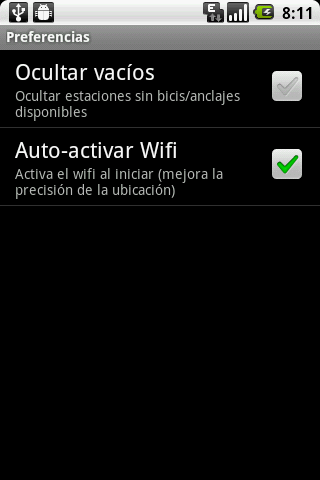 E
8:11
Preferencias
Ocultar vacíos
Ocultar estaciones sin bicis/anclajes
disponibles
Auto-activar Wifi
Activa el wifi al iniciar (mejora la
precisión de la ubicación)